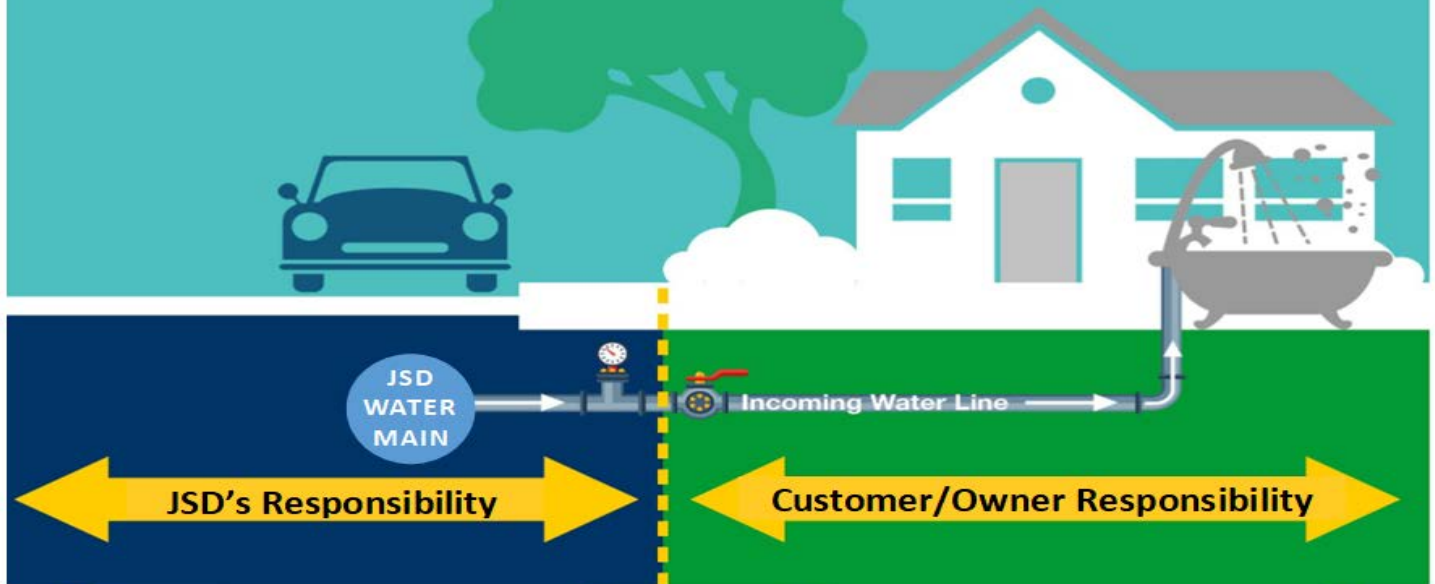 JSD
WATER
MAIN
Incoming Water Line
JSD's Responsibility
Customer/Owner Responsibility